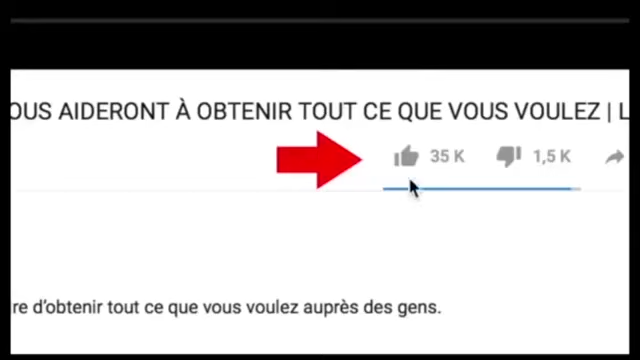 OUS AIDERONT À OBTENIR TOUT CE QUE VOUS VOULEZ | L
35 K 1,5 K
re d'obtenir tout ce que vous voulez auprès des gens.